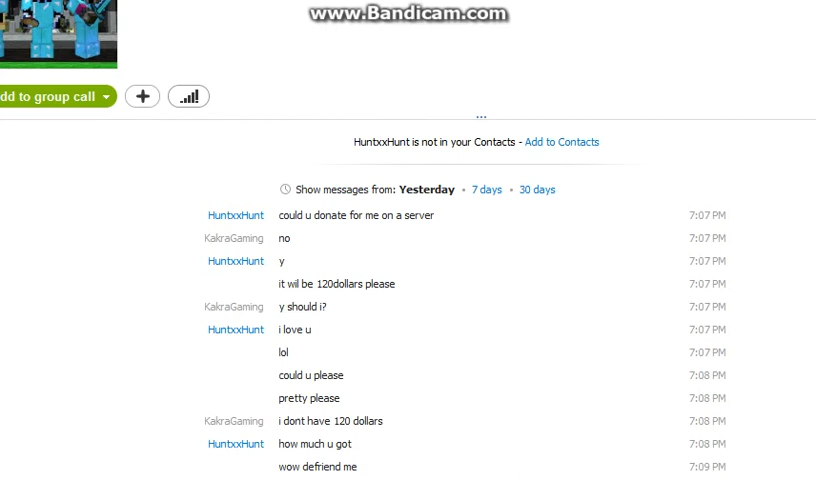 www.Bandicam.com
dd to group call
...
HuntxxHunt is not in your Contacts - Add to Contacts
Show messages from: Yesterday • 7 days • 30 days
HuntxxHunt could u donate for me on a server 7:07 PM
KakraGaming no 7:07 PM
HuntxxHunt y 7:07 PM
it wil be 120dollars please 7:07 PM
KakraGaming y should i? 7:07 PM
HuntxxHunt i love u 7:07 PM
lol 7:07 PM
could u please 7:08 PM
pretty please 7:08 PM
KakraGaming i dont have 120 dollars 7:08 PM
HuntxxHunt how much u got 7:08 PM
wow defriend me 7:09 PM